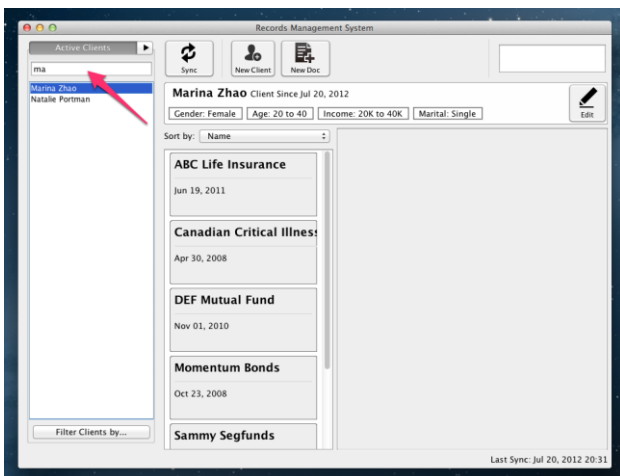 Records Management System
Active Clients
ma
Marina Zhao
Natalie Portman
Filter Clients by...
Sync
New Client
New Doc
Marina Zhao Client Since Jul 20, 2012
Gender: Female Age: 20 to 40 Income: 20K to 40K Marital: Single
Edit
Sort by: Name
ABC Life Insurance
Jun 19, 2011
Canadian Critical Illness
Apr 30, 2008
DEF Mutual Fund
Nov 01, 2010
Momentum Bonds
Oct 23, 2008
Sammy Segfunds
Last Sync: Jul 20, 2012 20:31